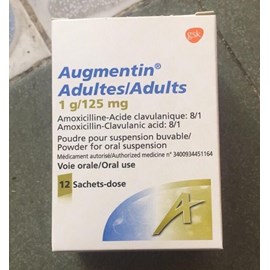 gsk
Augmentin®
Adultes/Adults
1 g/125 mg
Amoxicilline-Acide clavulanique: 8/1
Amoxicillin-Clavulanic acid: 8/1
Poudre pour suspension buvable/
Powder for oral suspension
Médicament autorisé/Authorized medicine n° 3400934451164
Voie orale/Oral use
12 Sachets-dose
A